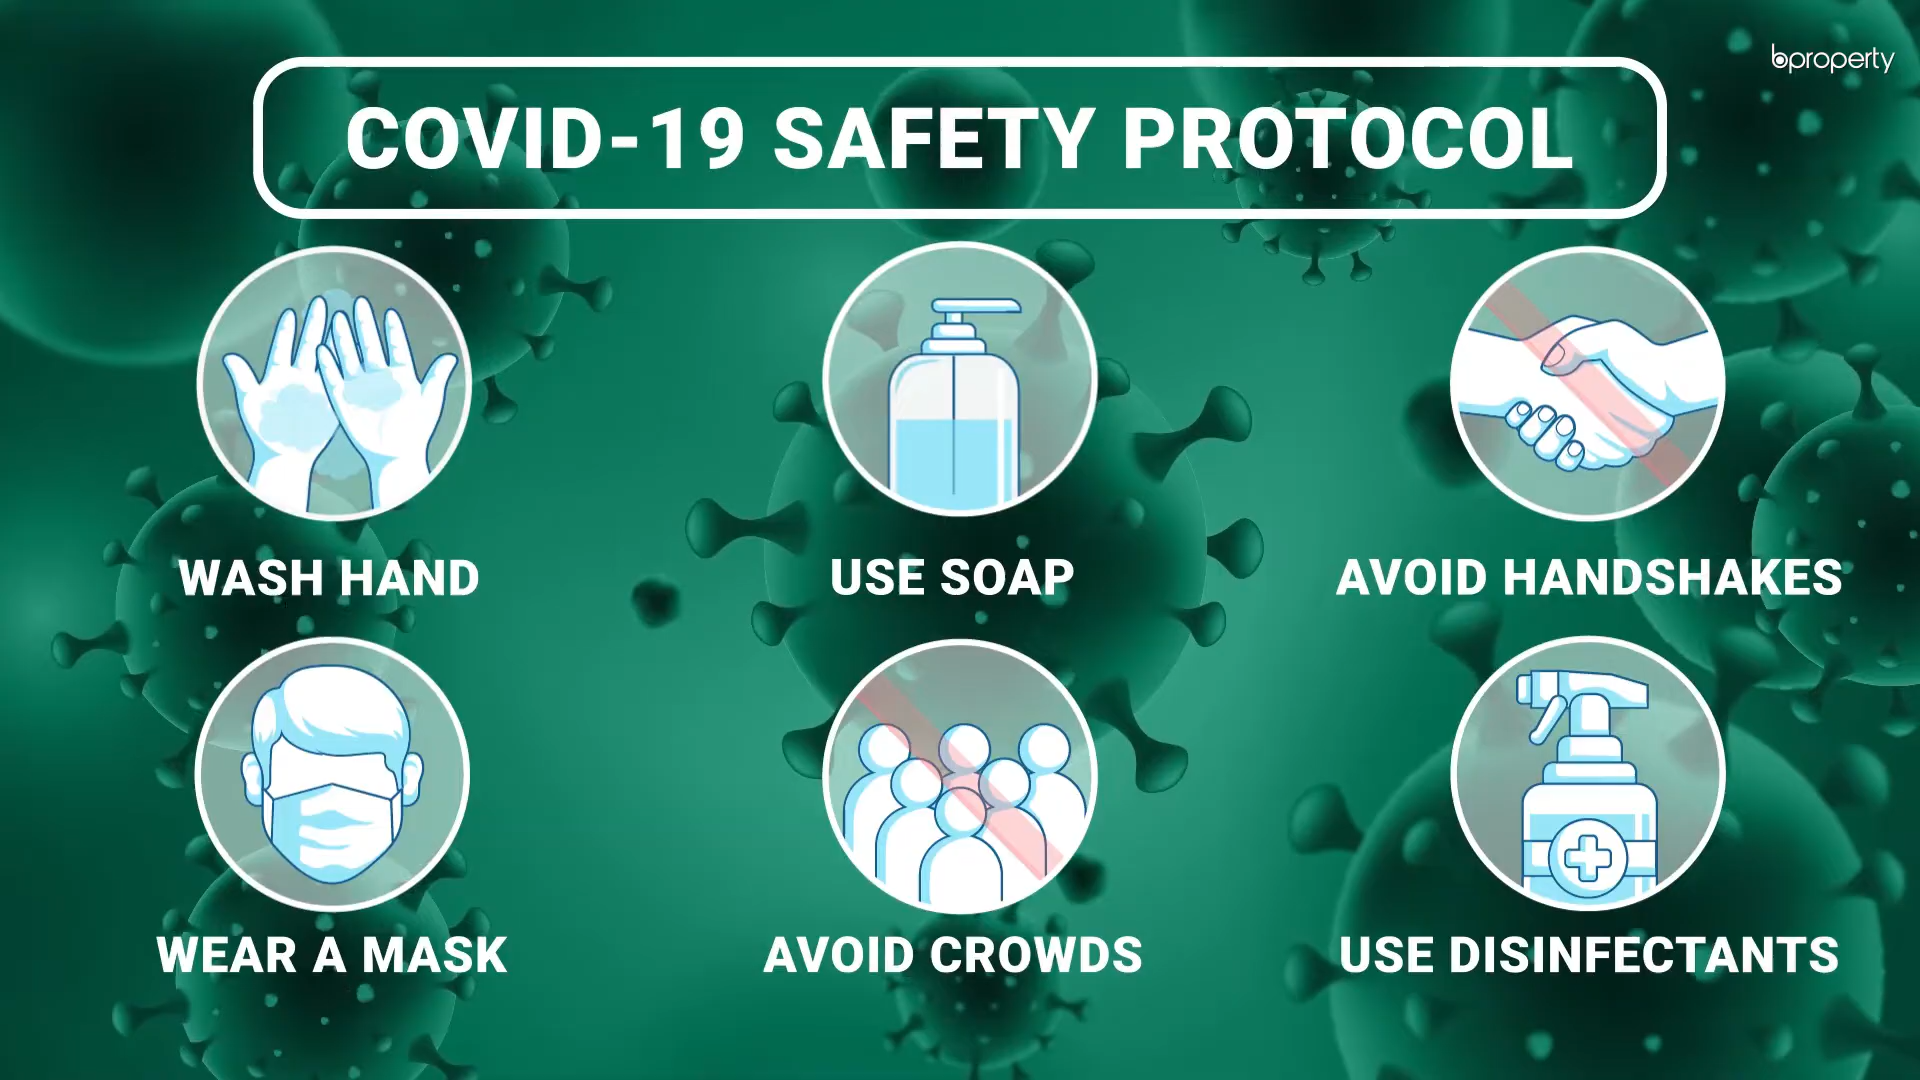 bproperty
COVID-19 SAFETY PROTOCOL
WASH HAND
USE SOAP
AVOID HANDSHAKES
WEAR A MASK
AVOID CROWDS
USE DISINFECTANTS